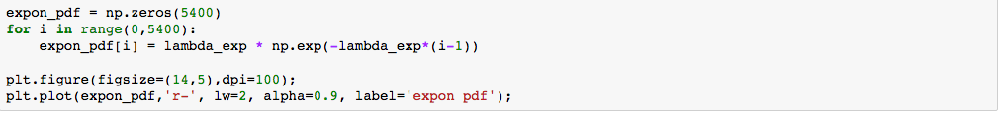 expon_pdf = np.zeros(5400)
for i in range(0,5400):
    expon_pdf[i] = lambda_exp * np.exp(-lambda_exp*(i-1))
plt.figure(figsize=(14,5),dpi=100);
plt.plot(expon_pdf,'r-', lw=2, alpha=0.9, label='expon pdf');